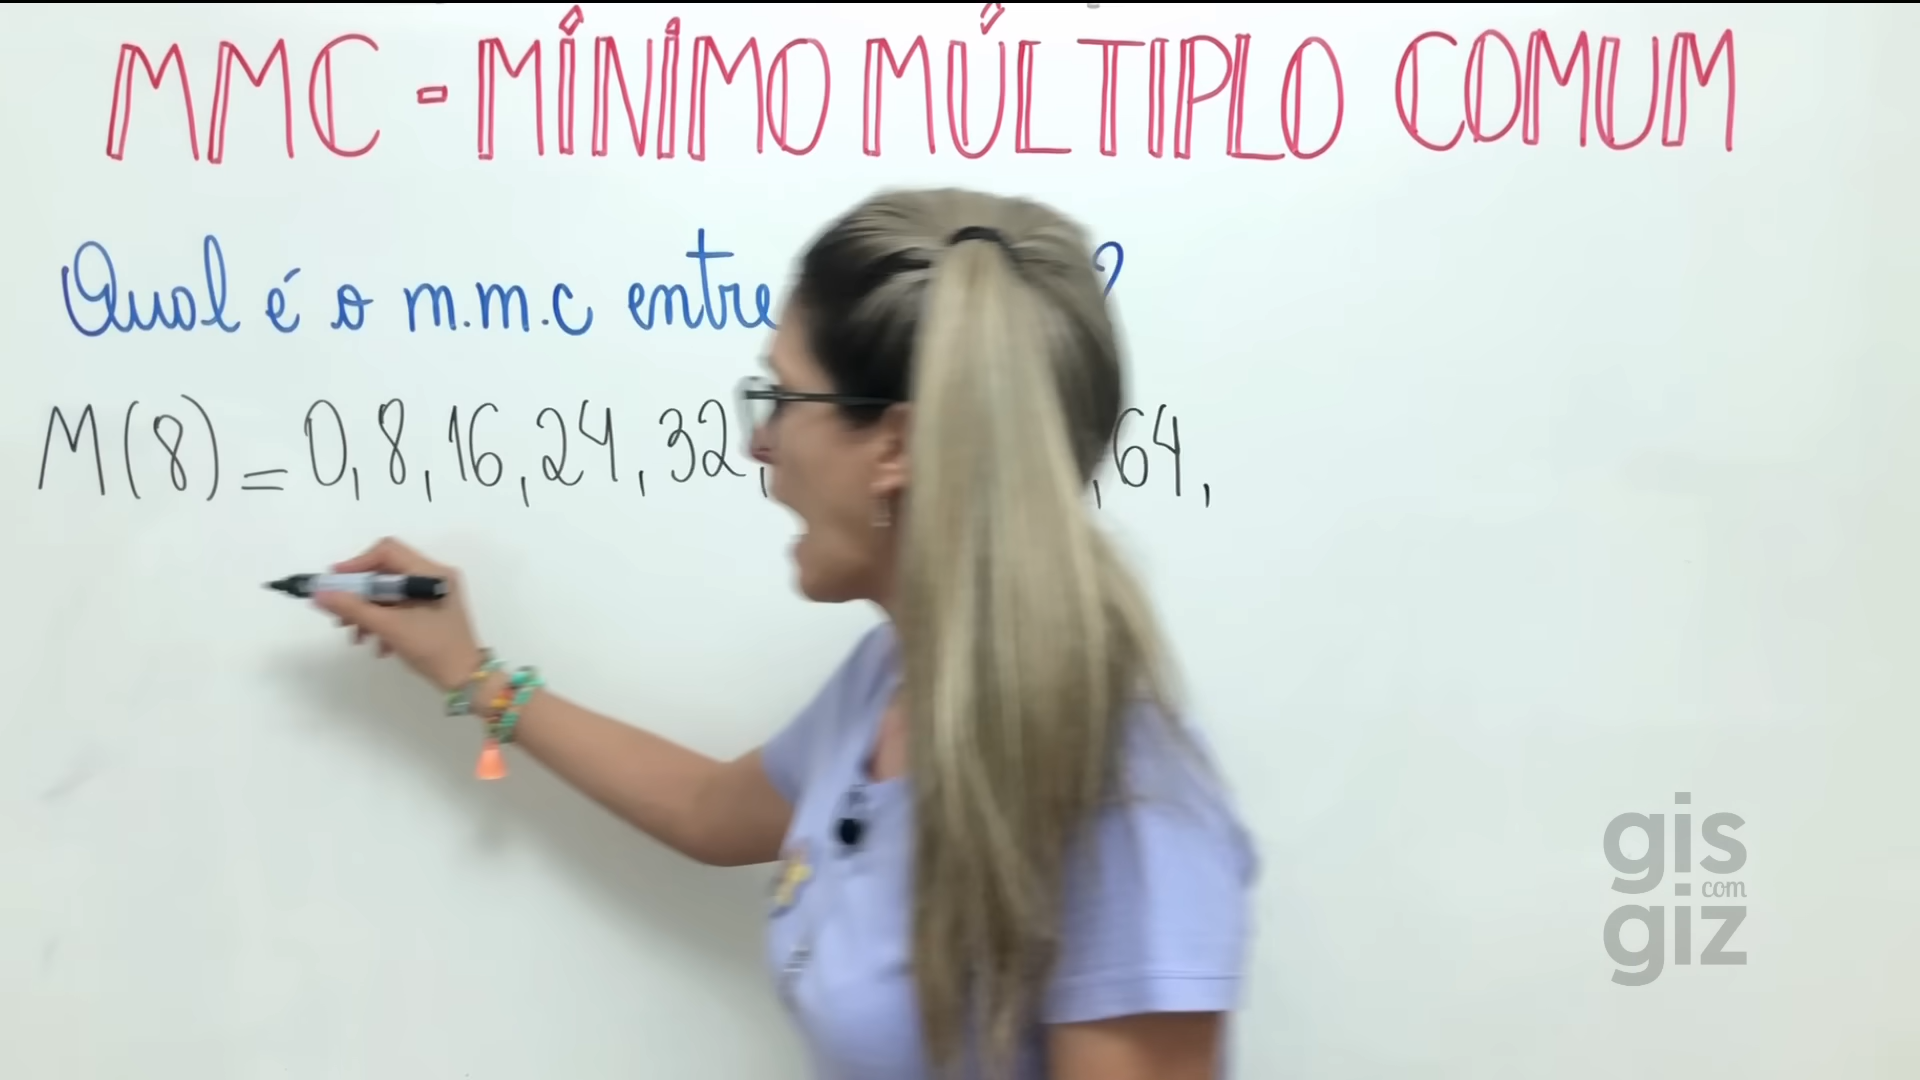 MMC - MÍNIMO MÚLTIPLO COMUM
Qual é o m.m.c entre ?
M(8) = 0, 8, 16, 24, 32, , 64,
gis
com
giz